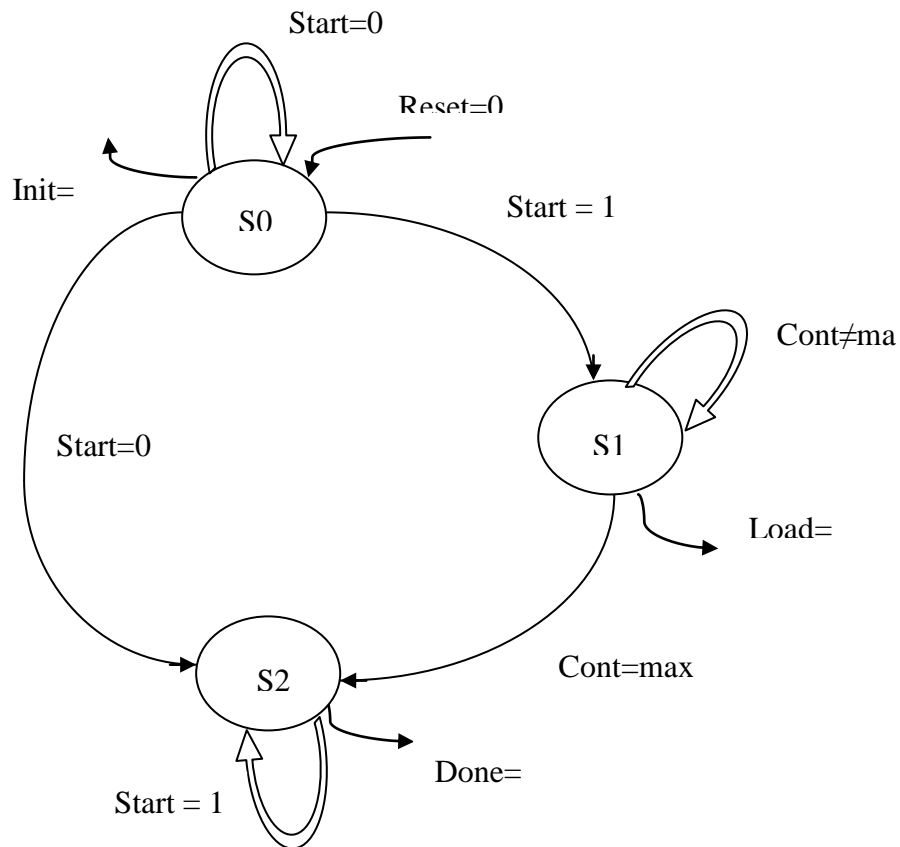 Start=0
Reset=0
Init=
S0
Start = 1
Cont≠ma
Start=0
S1
Load=
Cont=max
S2
Done=
Start = 1